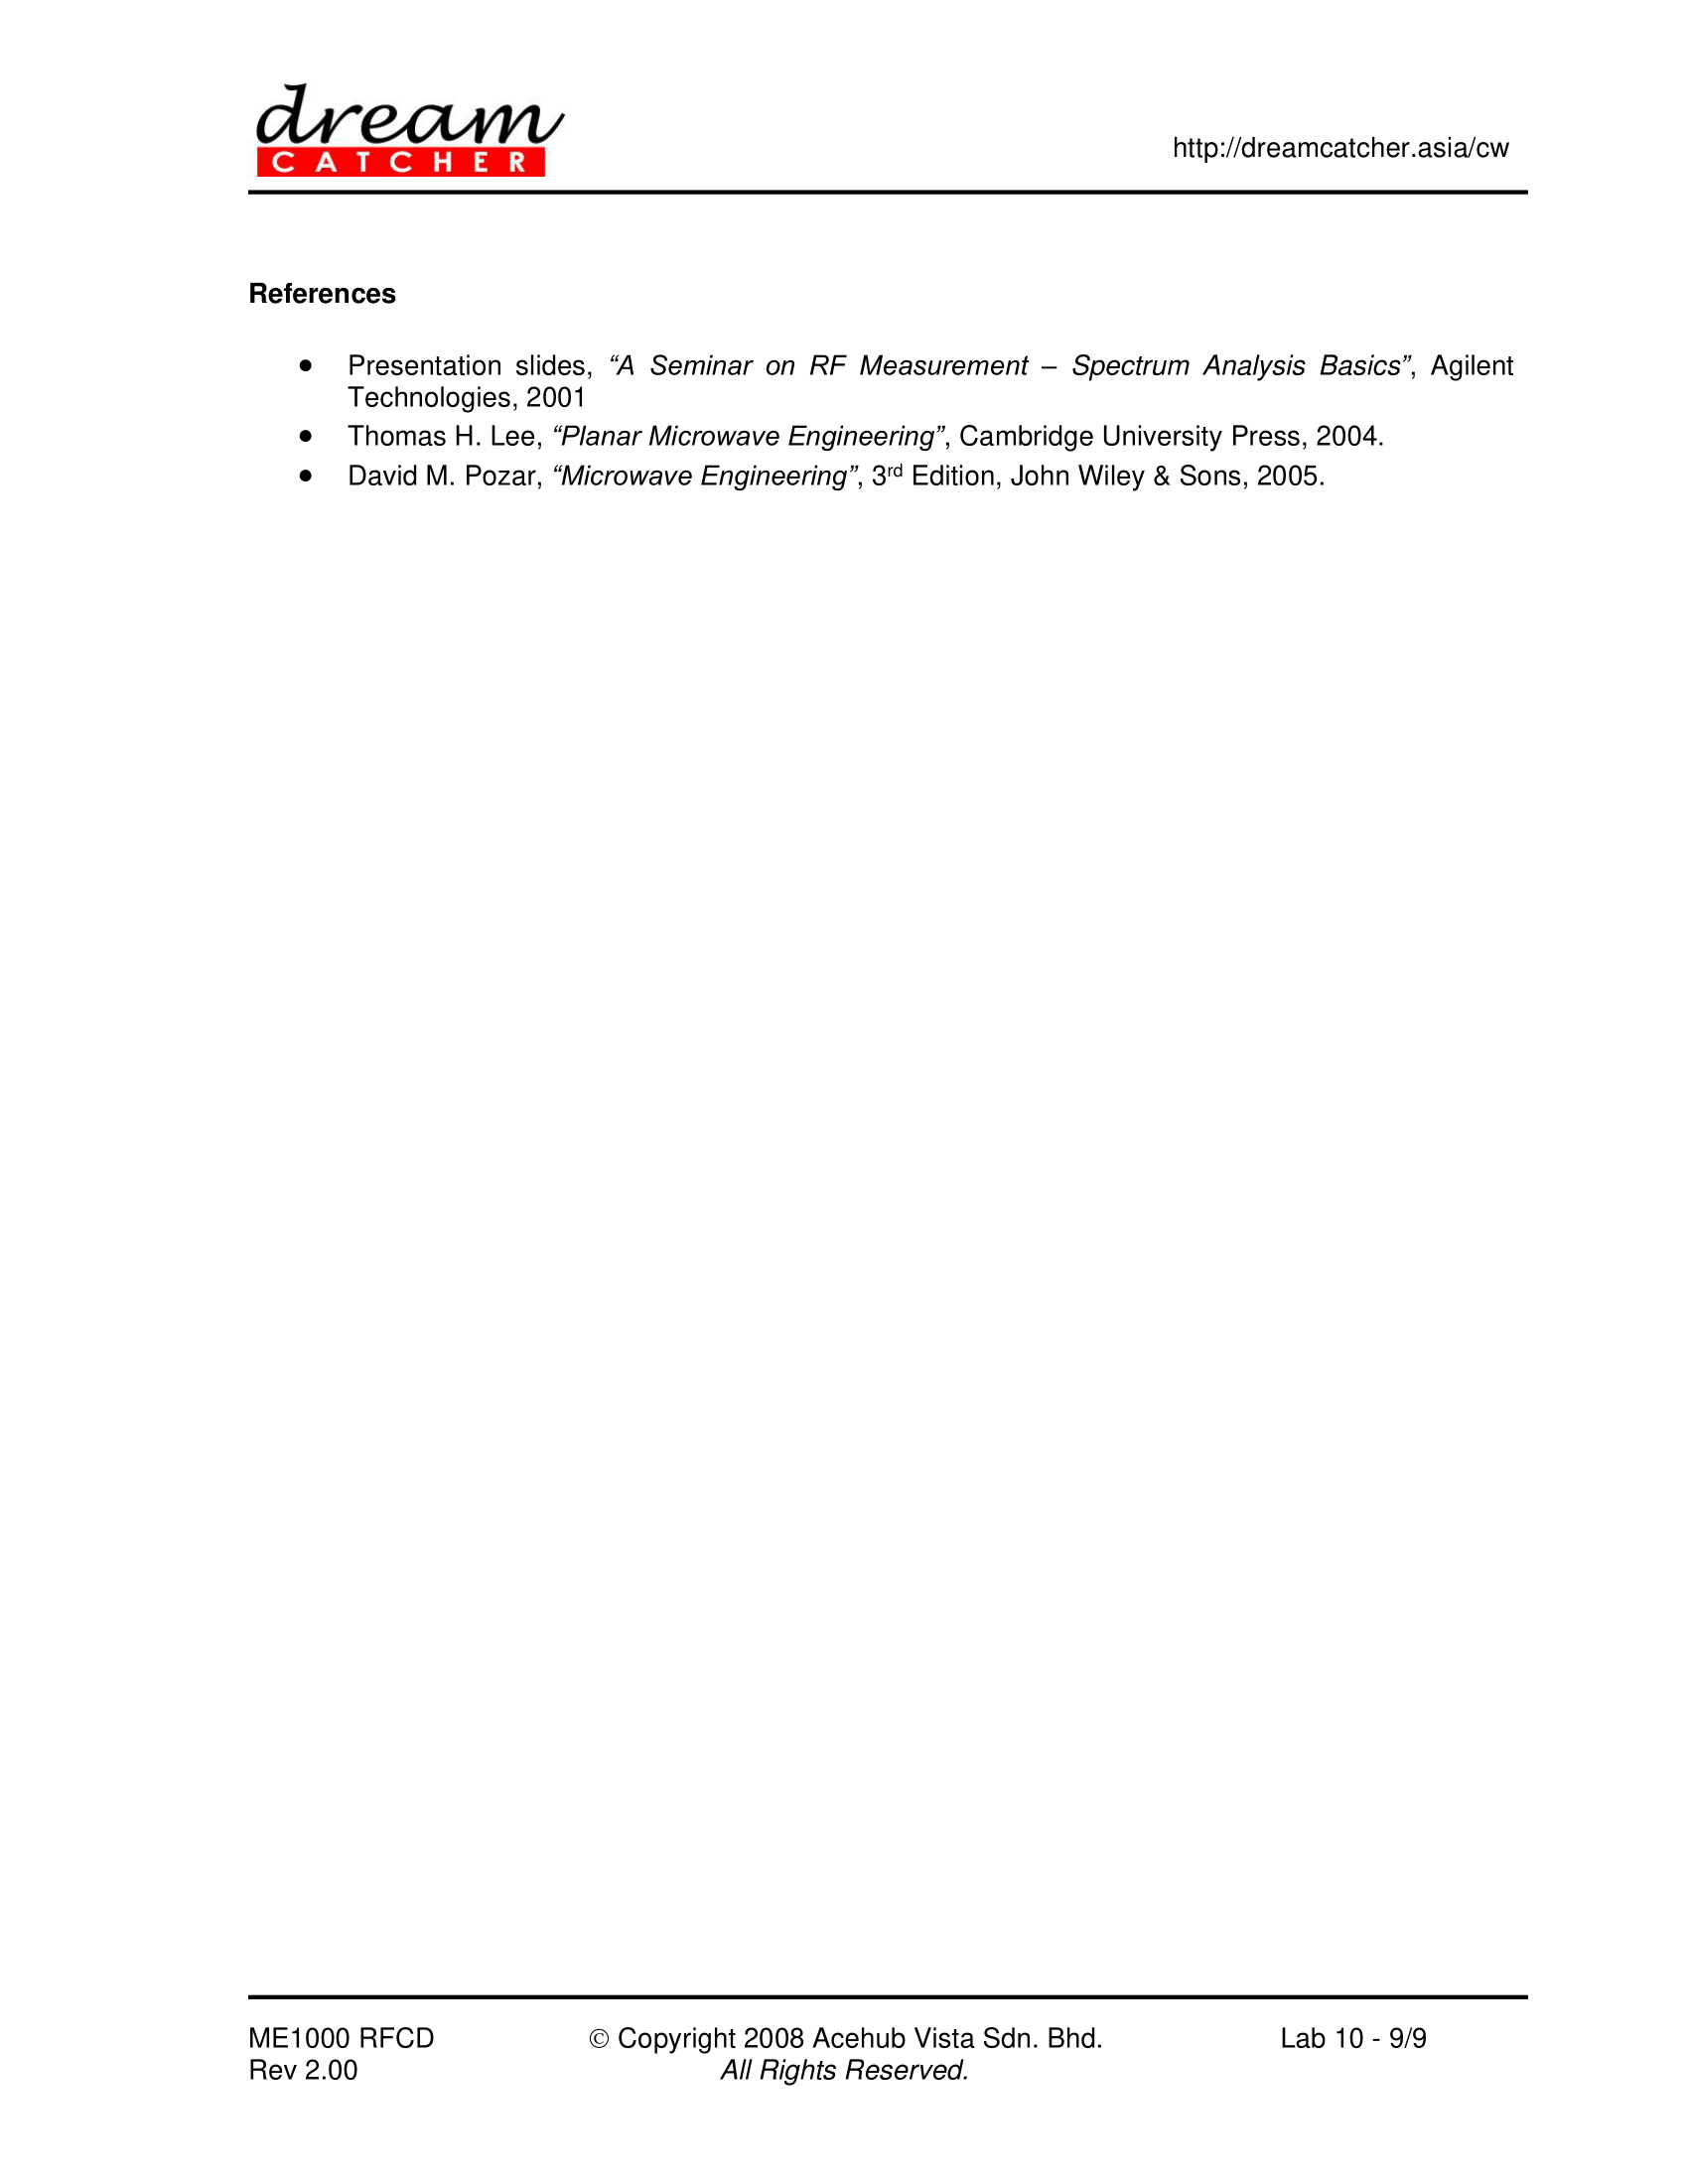 dream
CATCHER
http://dreamcatcher.asia/cw
References
• Presentation slides, “A Seminar on RF Measurement – Spectrum Analysis Basics”, Agilent
Technologies, 2001
• Thomas H. Lee, “Planar Microwave Engineering”, Cambridge University Press, 2004.
• David M. Pozar, “Microwave Engineering”, 3rd Edition, John Wiley & Sons, 2005.
ME1000 RFCD © Copyright 2008 Acehub Vista Sdn. Bhd. Lab 10 - 9/9
Rev 2.00 All Rights Reserved.